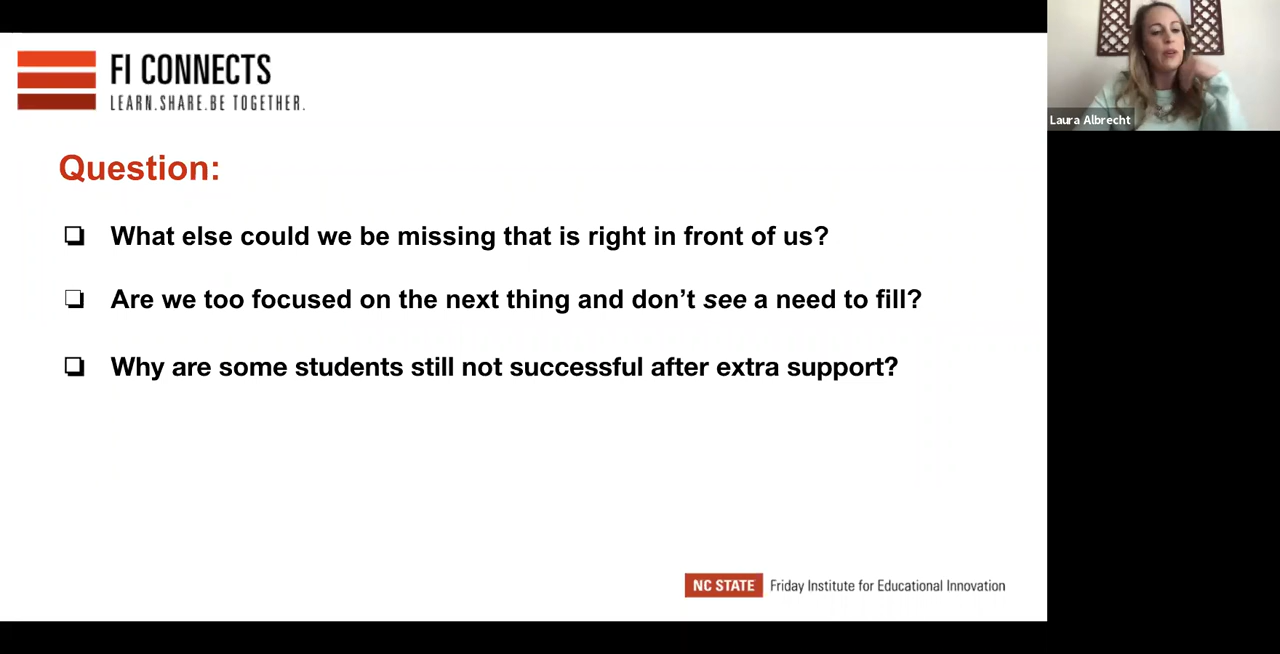 FI CONNECTS
LEARN.SHARE.BE TOGETHER.
Laura Albrecht
Question:
What else could we be missing that is right in front of us?
Are we too focused on the next thing and don’t see a need to fill?
Why are some students still not successful after extra support?
NC STATE Friday Institute for Educational Innovation